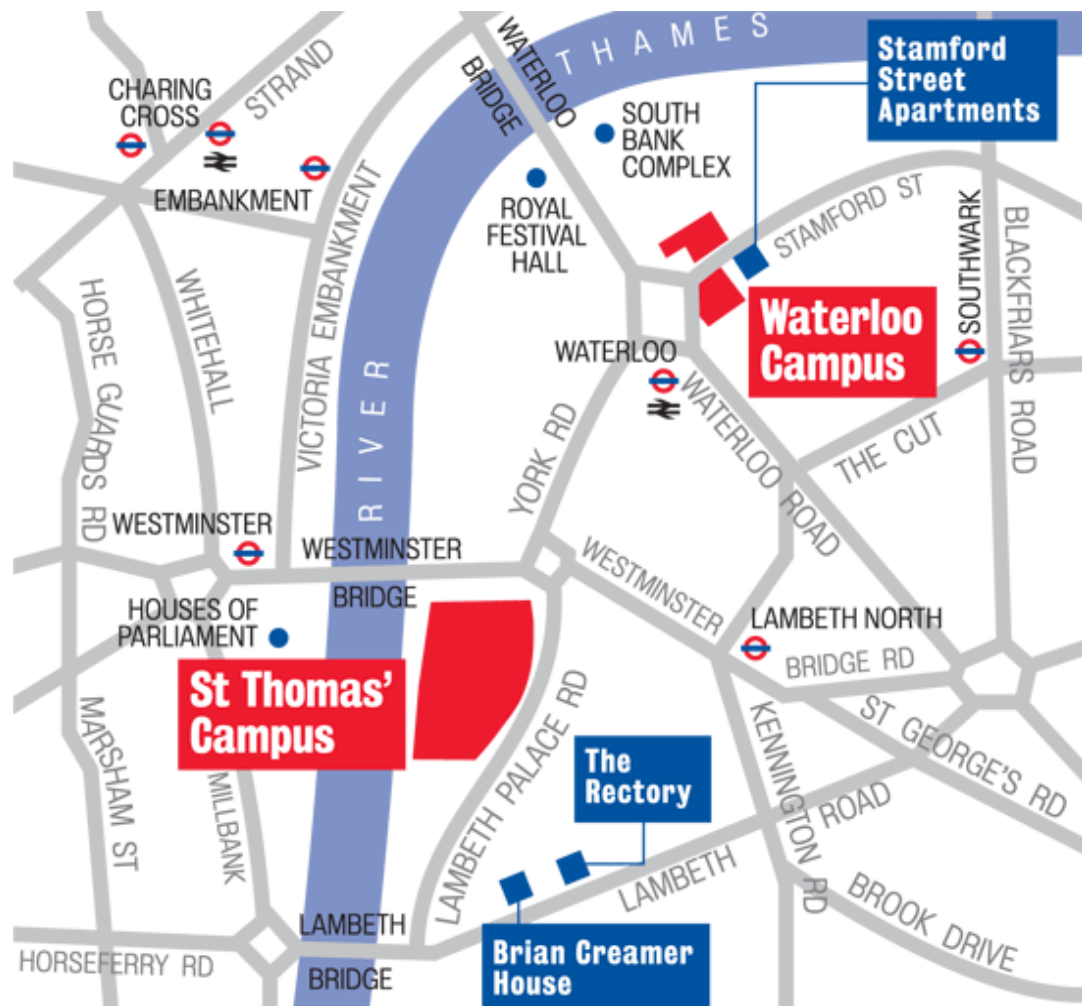 THAMES
WATERLOO
BRIDGE
Stamford
Street
Apartments
STRAND
CHARING
CROSS
SOUTH
BANK
COMPLEX
EMBANKMENT
ROYAL
FESTIVAL
HALL
STAMFORD ST
SOUTHWARK
BLACKFRIARS ROAD
HORSE GUARDS RD
WHITEHALL
VICTORIA EMBANKMENT
RIVER
Waterloo
Campus
WATERLOO
WATERLOO ROAD
THE CUT
YORK RD
WESTMINSTER
WESTMINSTER
BRIDGE
WESTMINSTER
BRIDGE RD
HOUSES OF
PARLIAMENT
LAMBETH NORTH
St Thomas'
Campus
MARSHAM ST
MILLBANK
LAMBETH PALACE RD
The
Rectory
KENNINGTON RD
ST GEORGE'S RD
LAMBETH
ROAD
LAMBETH
BRIDGE
HORSEFERRY RD
Brian Creamer
House
BROOK DRIVE